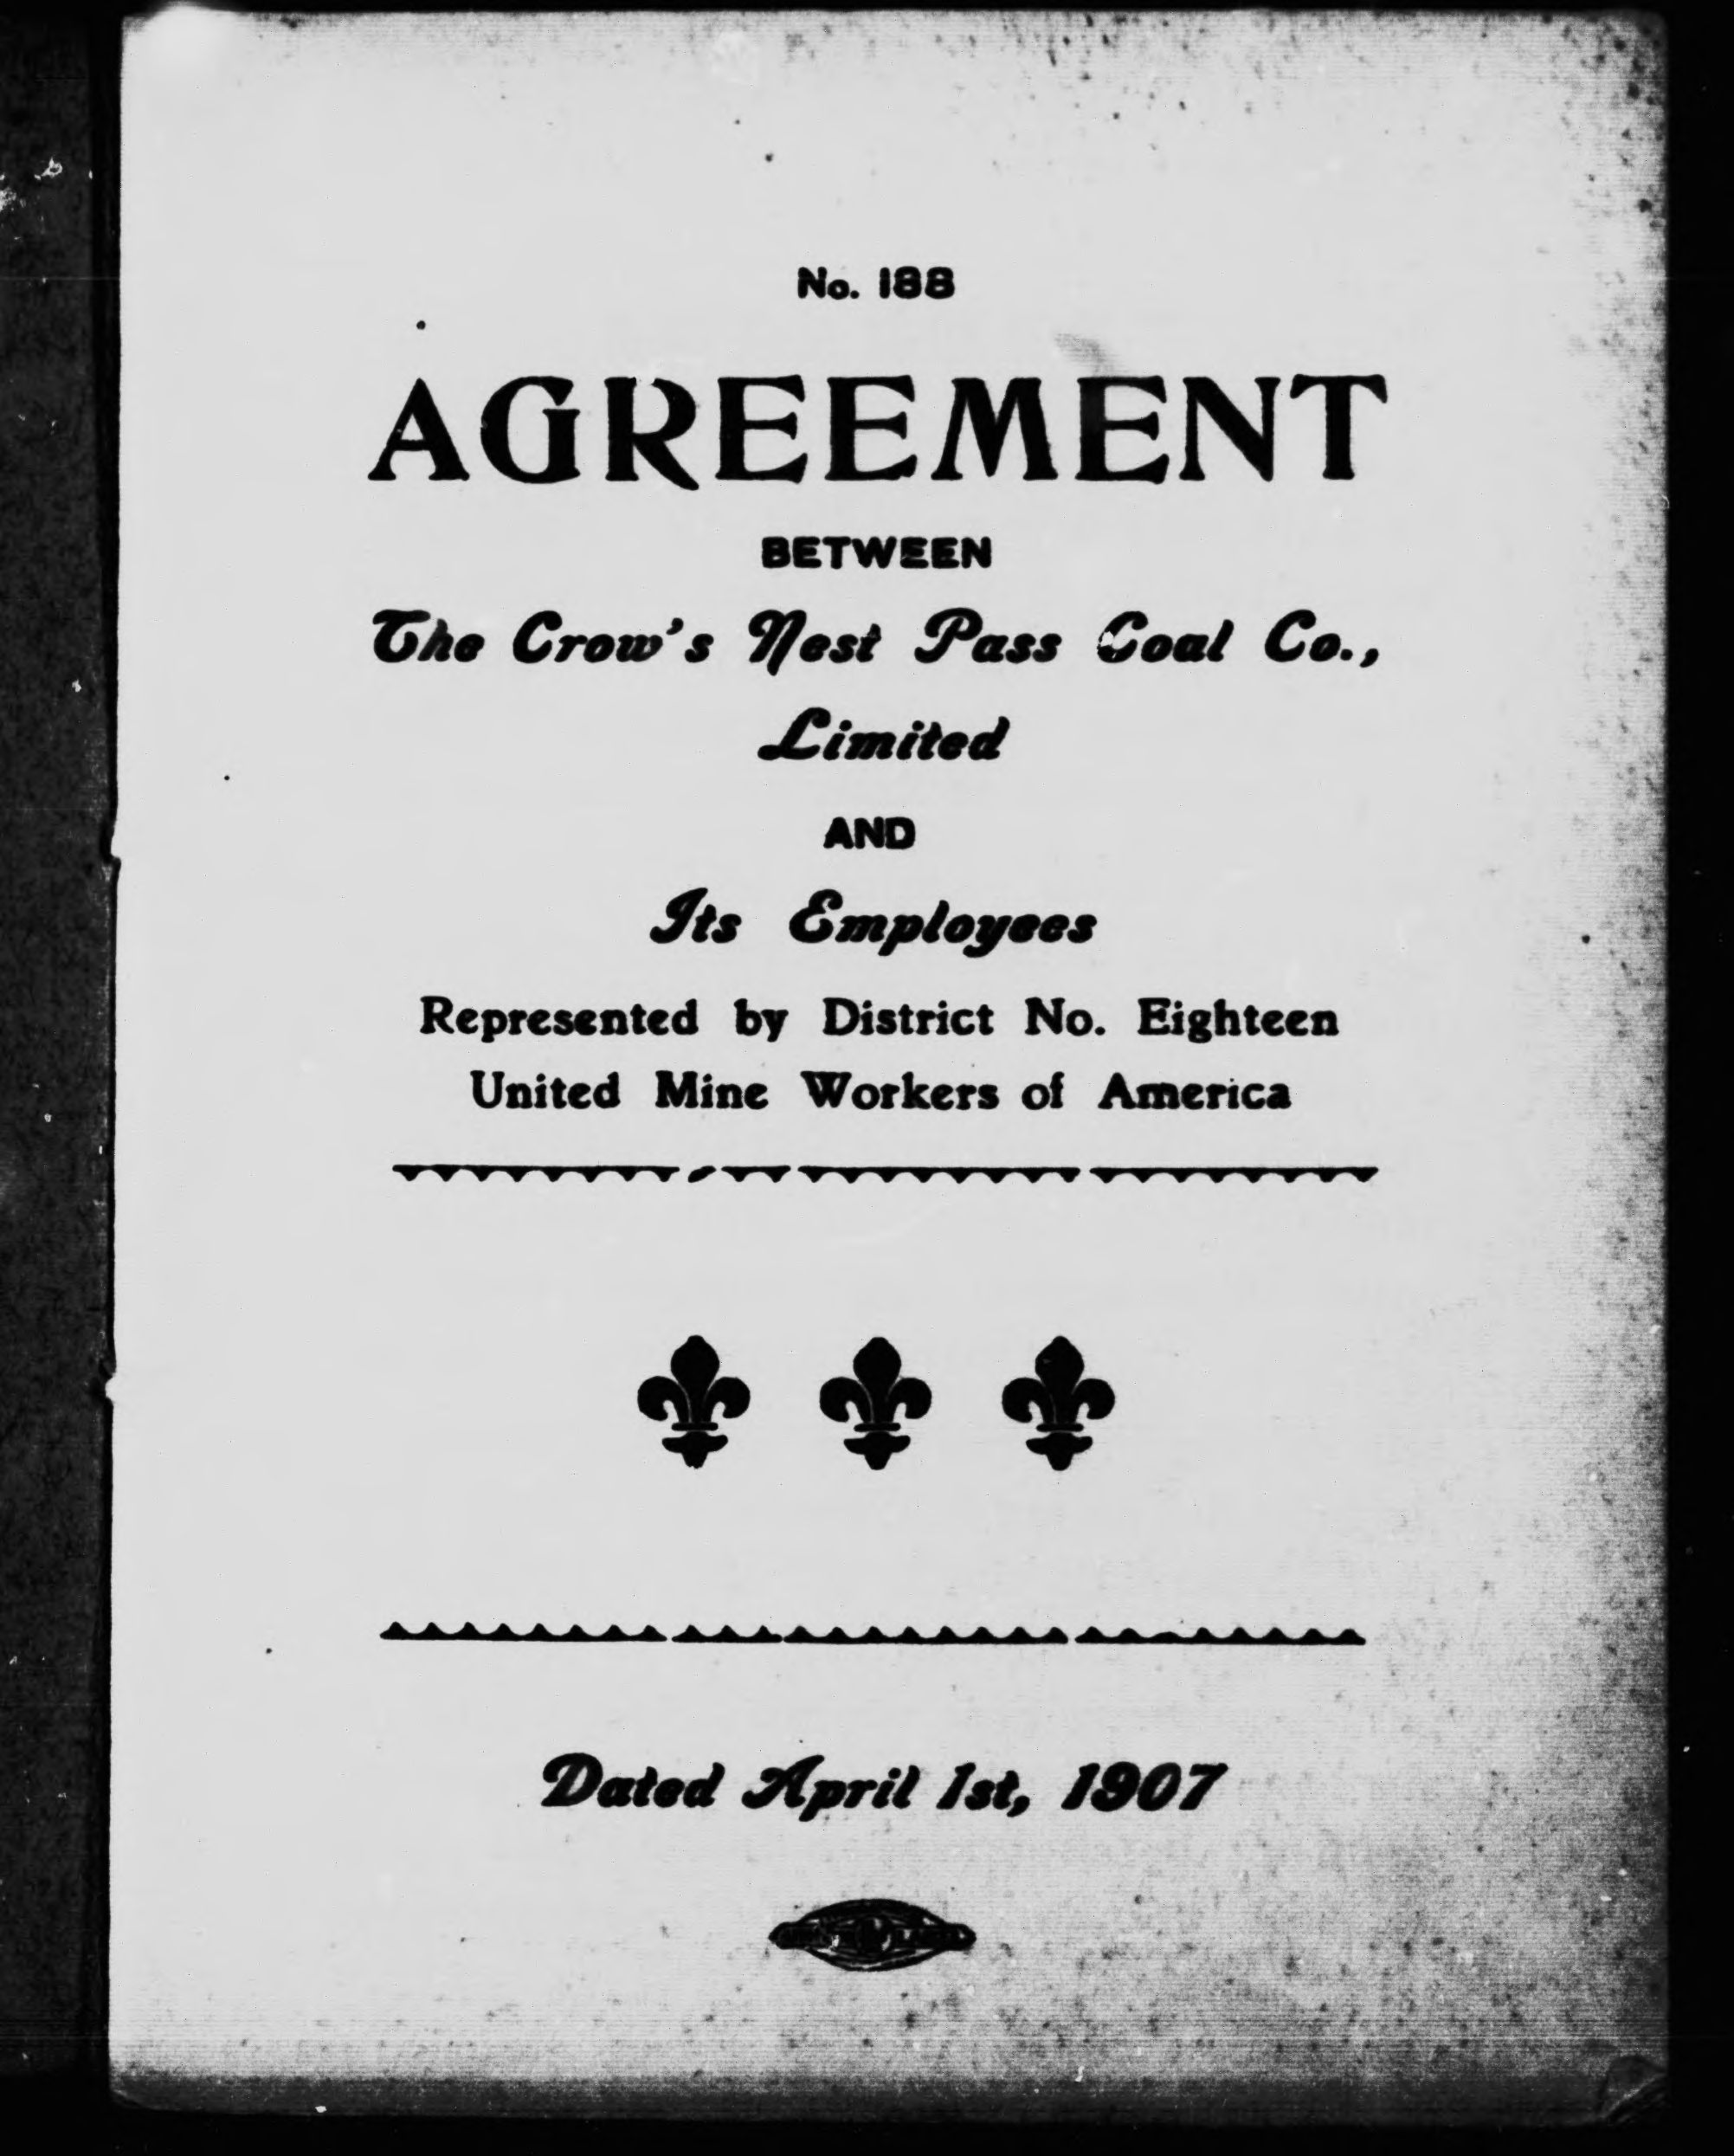 No. 188
AGREEMENT
BETWEEN
The Crow's Nest Pass Coal Co.,
Limited
AND
Its Employees
Represented by District No. Eighteen
United Mine Workers of America
Dated April 1st, 1907